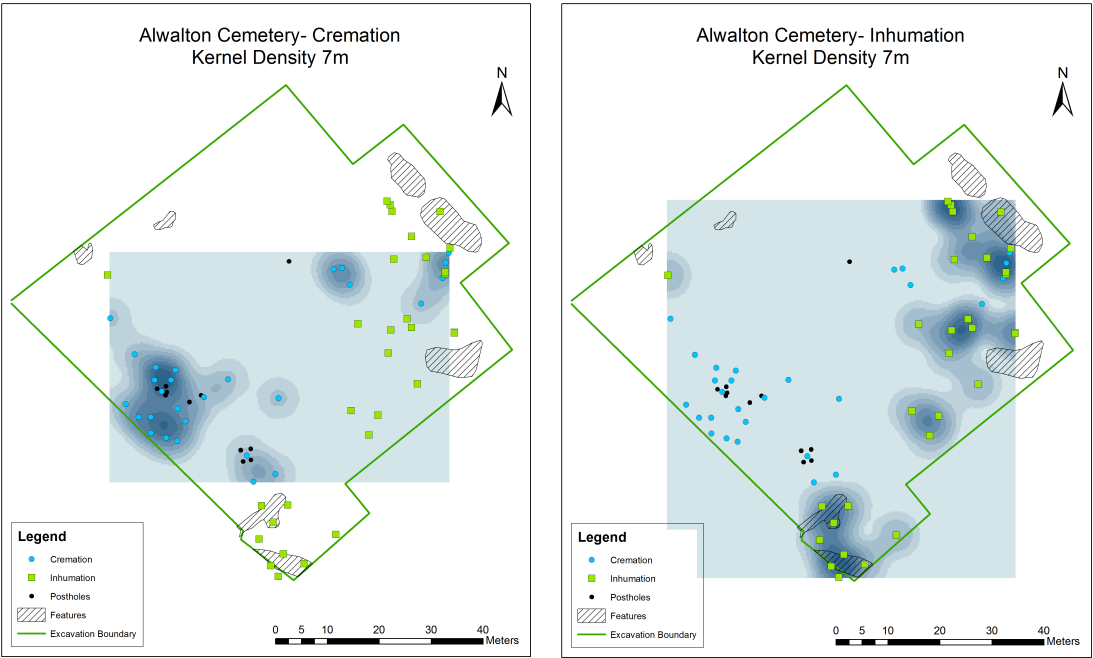 Alwalton Cemetery- Cremation
Kernel Density 7m
N
Legend
Cremation
Inhumation
Postholes
Features
Excavation Boundary
0 5 10 20 30 40
Meters
Alwalton Cemetery- Inhumation
Kernel Density 7m
N
Legend
Cremation
Inhumation
Postholes
Features
Excavation Boundary
0 5 10 20 30 40
Meters